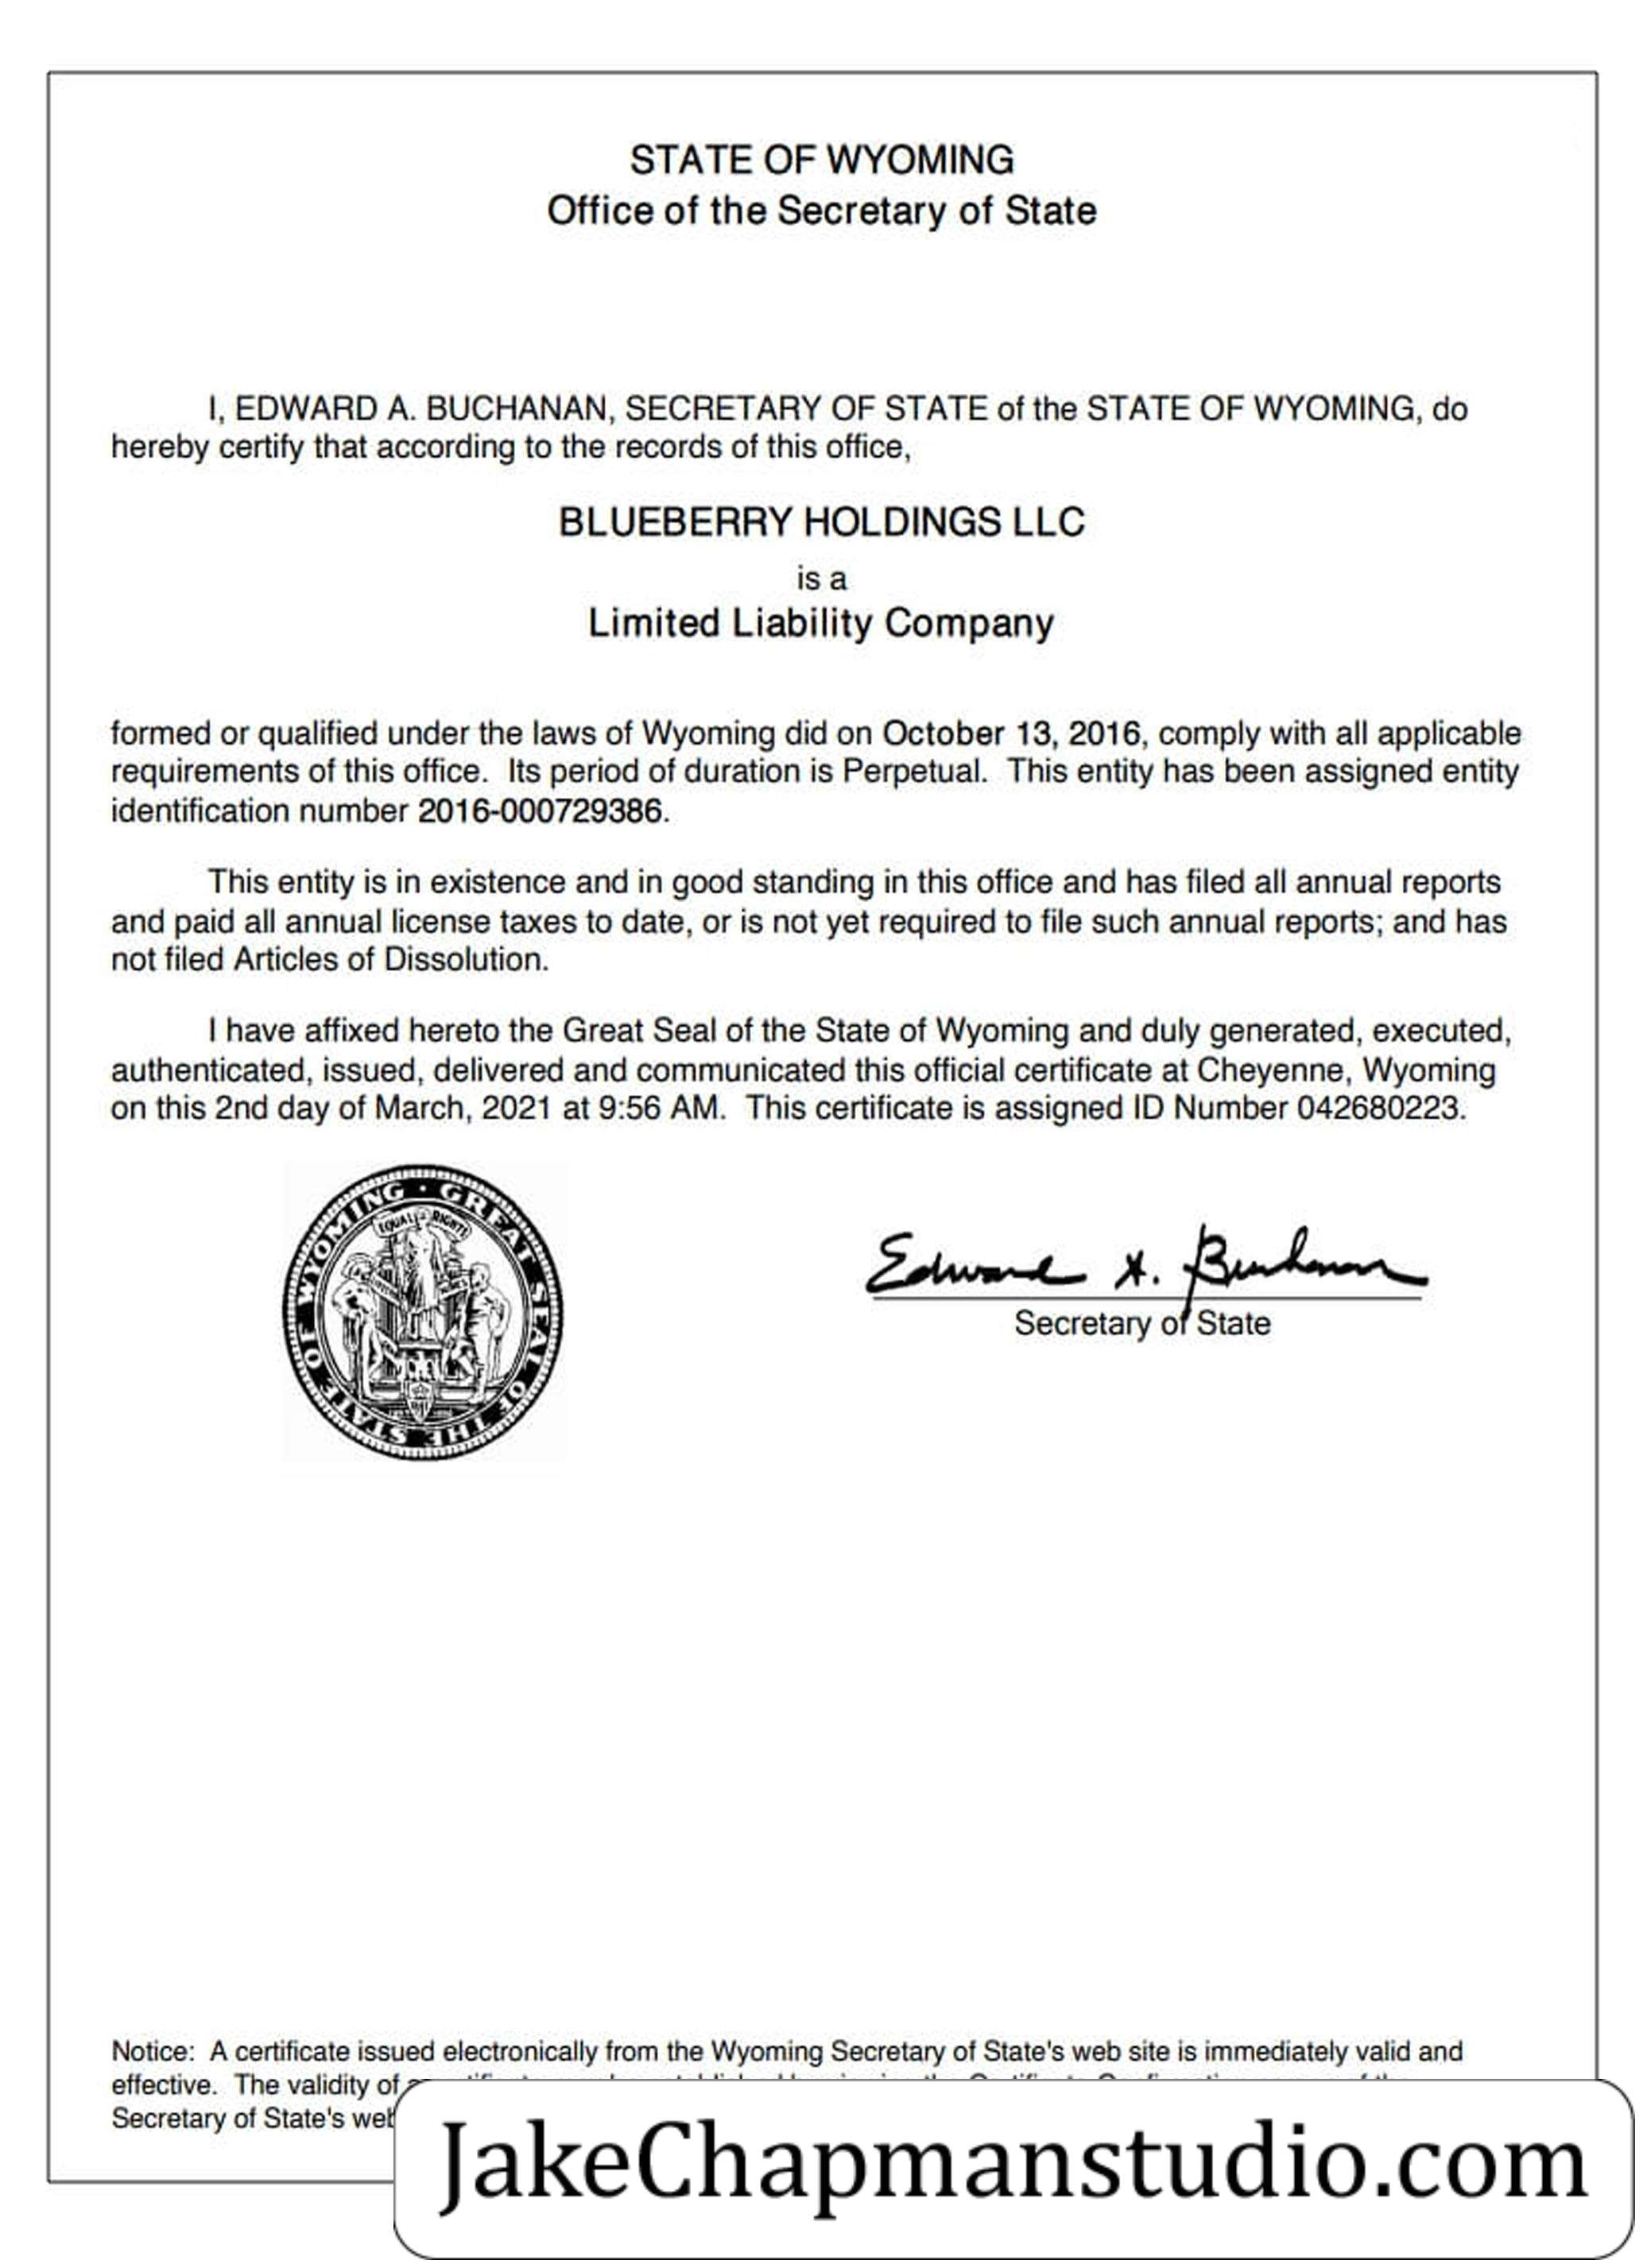 STATE OF WYOMING
Office of the Secretary of State
I, EDWARD A. BUCHANAN, SECRETARY OF STATE of the STATE OF WYOMING, do
hereby certify that according to the records of this office,
BLUEBERRY HOLDINGS LLC
is a
Limited Liability Company
formed or qualified under the laws of Wyoming did on October 13, 2016, comply with all applicable
requirements of this office.  Its period of duration is Perpetual.  This entity has been assigned entity
identification number 2016-000729386.
This entity is in existence and in good standing in this office and has filed all annual reports
and paid all annual license taxes to date, or is not yet required to file such annual reports; and has
not filed Articles of Dissolution.
I have affixed hereto the Great Seal of the State of Wyoming and duly generated, executed,
authenticated, issued, delivered and communicated this official certificate at Cheyenne, Wyoming
on this 2nd day of March, 2021 at 9:56 AM.  This certificate is assigned ID Number 042680223.
GREAT SEAL OF THE STATE OF WYOMING
EQUAL RIGHTS
Edward A. Buchanan
Secretary of State
Notice:  A certificate issued electronically from the Wyoming Secretary of State's web site is immediately valid and
effective.  The validity of
Secretary of State's web
JakeChapmanstudio.com